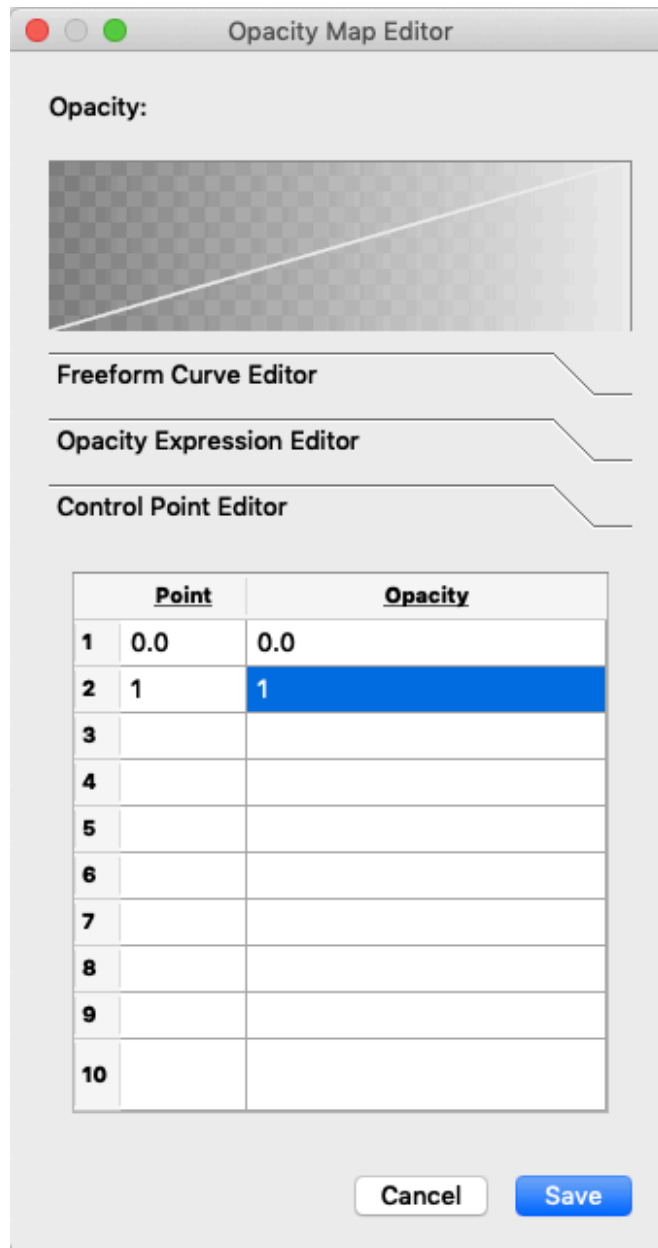 Opacity Map Editor
Opacity:
Freeform Curve Editor
Opacity Expression Editor
Control Point Editor
Point Opacity
1 0.0 0.0
2 1 1
3
4
5
6
7
8
9
10
Cancel Save